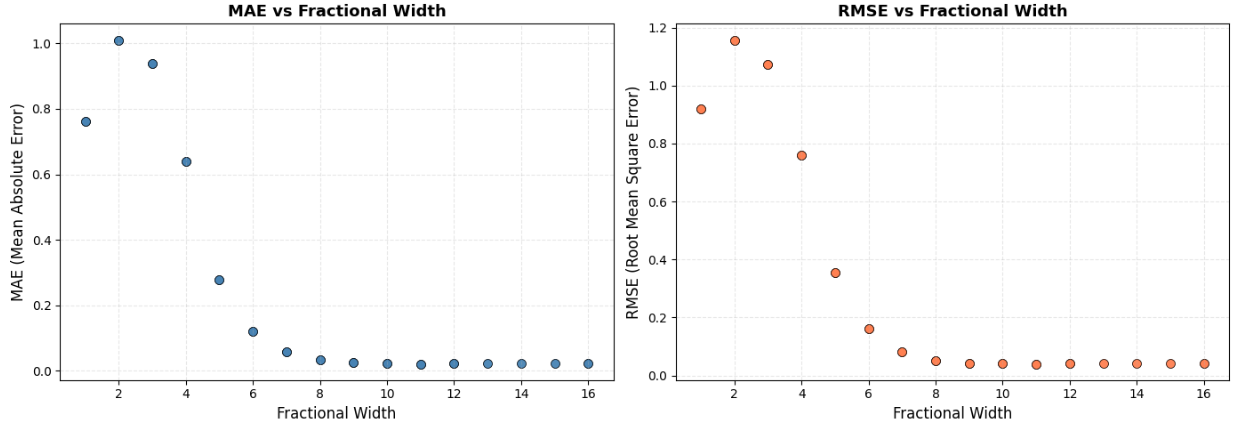 MAE vs Fractional Width
MAE (Mean Absolute Error)
1.0
0.8
0.6
0.4
0.2
0.0
2 4 6 8 10 12 14 16
Fractional Width
RMSE vs Fractional Width
RMSE (Root Mean Square Error)
1.2
1.0
0.8
0.6
0.4
0.2
0.0
2 4 6 8 10 12 14 16
Fractional Width